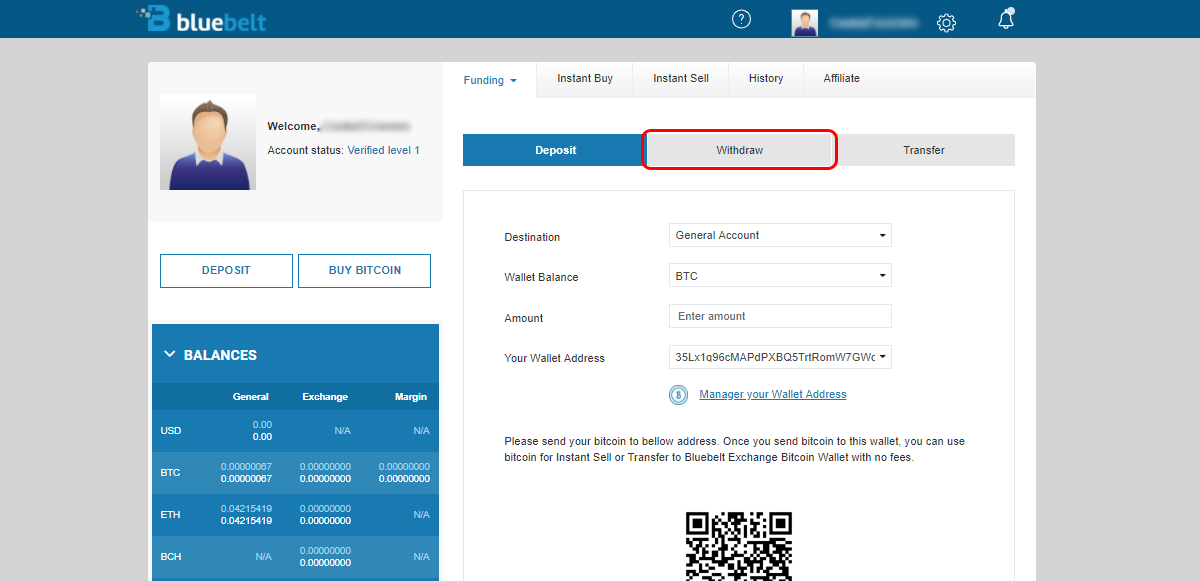 bluebelt
?
Funding
Instant Buy
Instant Sell
History
Affiliate
Welcome,
Account status: Verified level 1
DEPOSIT
BUY BITCOIN
BALANCES
General Exchange Margin
USD 0.00 N/A N/A
0.00
BTC 0.00000067 0.00000000 0.00000000
0.00000067 0.00000000 0.00000000
ETH 0.04215419 0.00000000 N/A
0.04215419 0.00000000
BCH N/A 0.00000000 N/A
0.00000000
Deposit
Withdraw
Transfer
Destination General Account
Wallet Balance BTC
Amount Enter amount
Your Wallet Address
Manager your Wallet Address
Please send your bitcoin to bellow address. Once you send bitcoin to this wallet, you can use
bitcoin for Instant Sell or Transfer to Bluebelt Exchange Bitcoin Wallet with no fees.